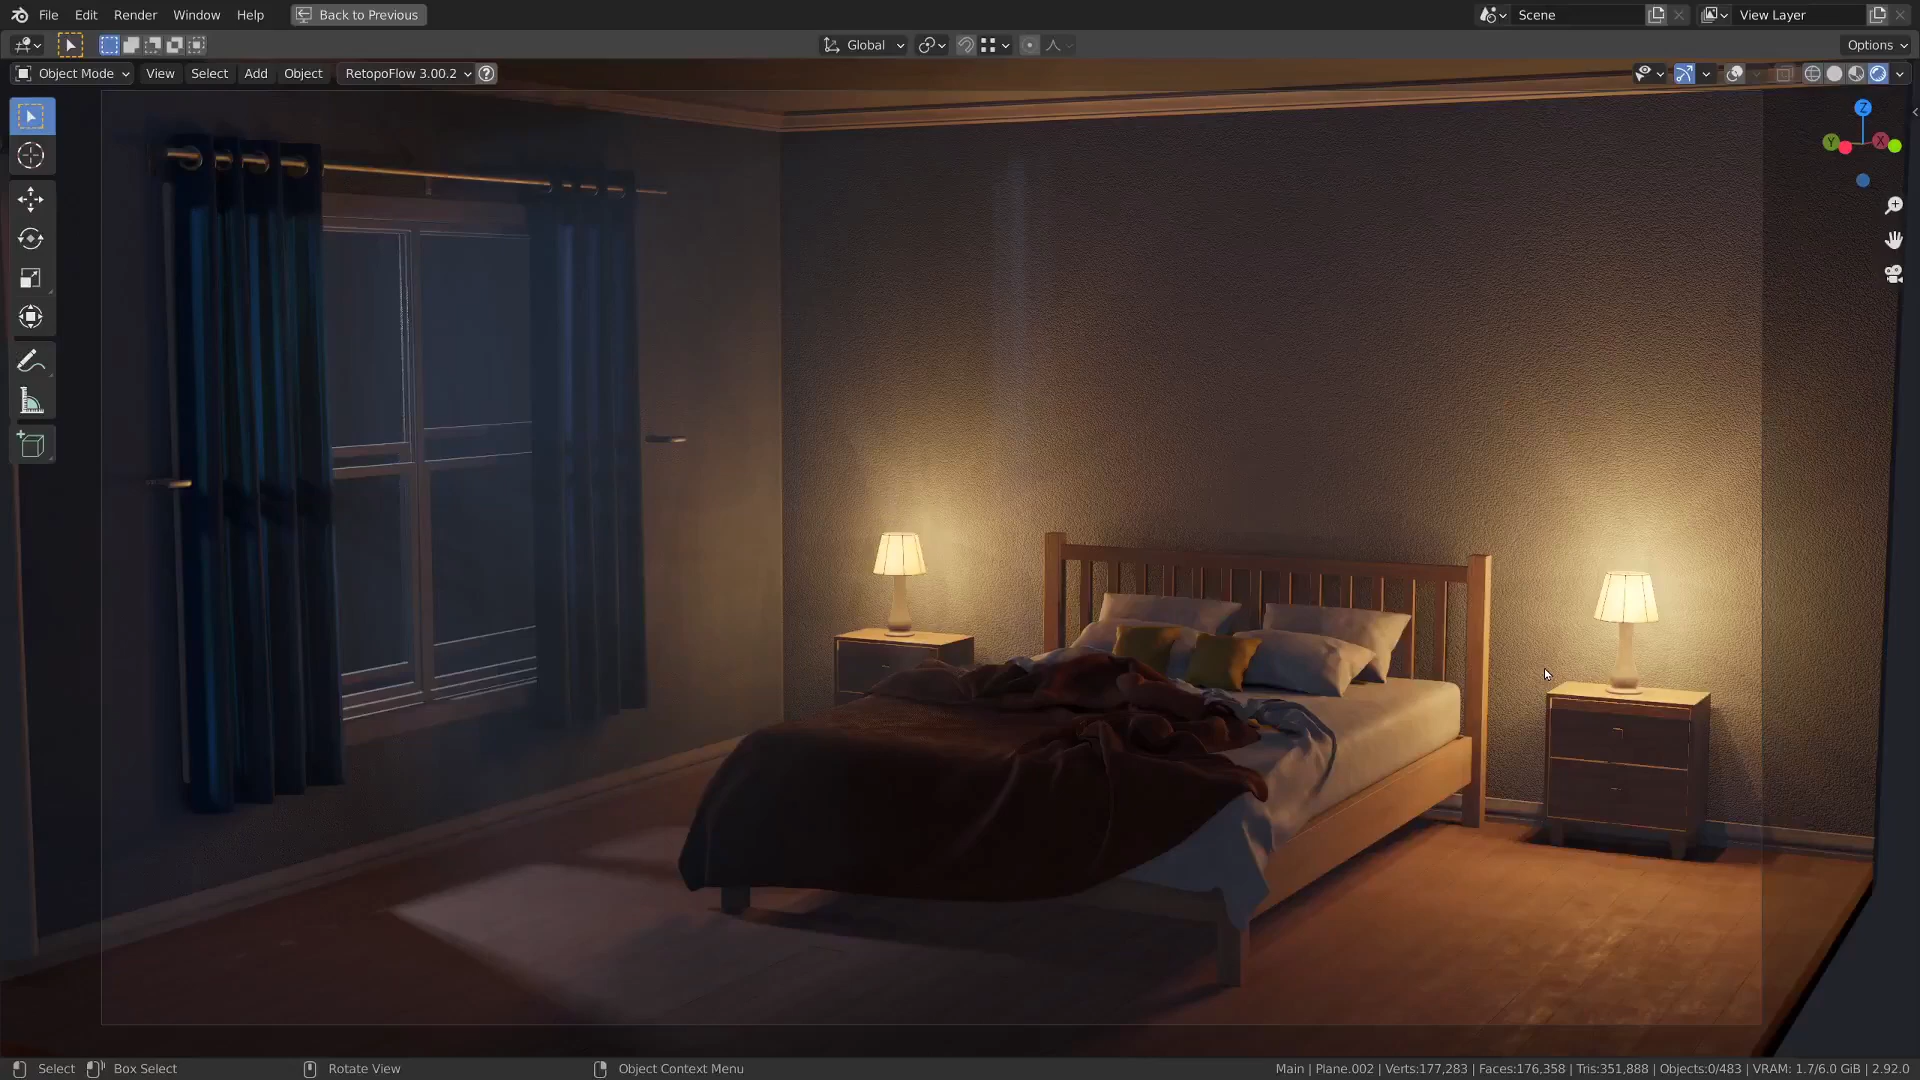 File Edit Render Window Help Back to Previous Scene View Layer
Global Options
Object Mode View Select Add Object RetopoFlow 3.00.2 ?
Z
Y X
Select Box Select Rotate View Object Context Menu Main | Plane.002 | Verts:177,283 | Faces:176,358 | Tris:351,888 | Objects:0/483 | VRAM: 1.7/6.0 GiB | 2.92.0